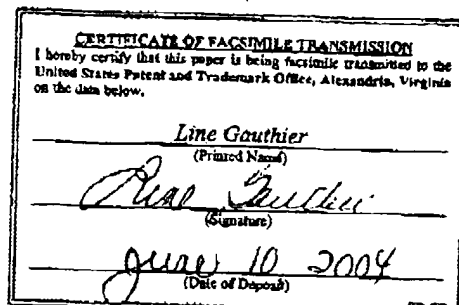 CERTIFICATE OF FACSIMILE TRANSMISSION
I hereby certify that this paper is being facsimile transmitted to the
United States Patent and Trademark Office, Alexandria, Virginia
on the date below.
Line Gauthier
(Printed Name)
Line Gauthier
(Signature)
June 10 2004
(Date of Deposit)